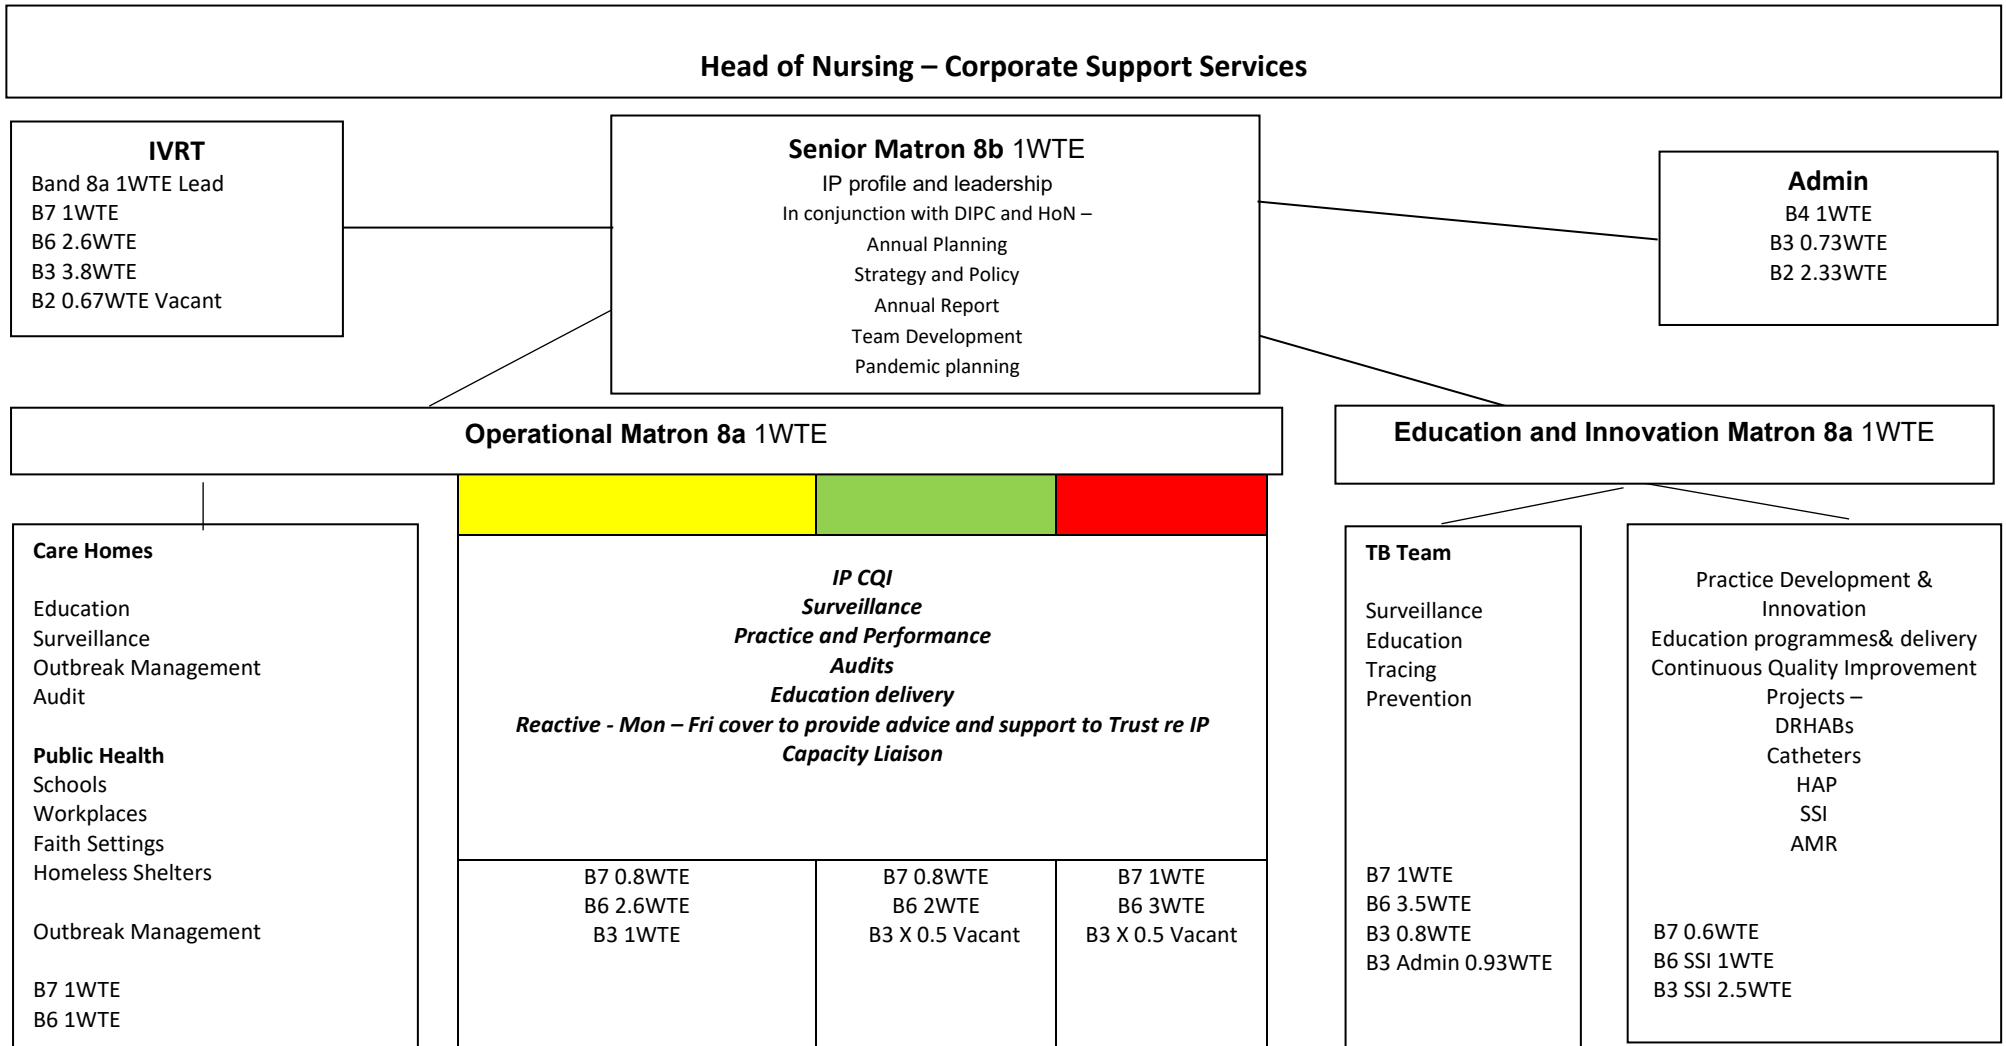 Head of Nursing – Corporate Support Services
IVRT
Band 8a 1WTE Lead
B7 1WTE
B6 2.6WTE
B3 3.8WTE
B2 0.67WTE Vacant
Senior Matron 8b 1WTE
IP profile and leadership
In conjunction with DIPC and HoN –
Annual Planning
Strategy and Policy
Annual Report
Team Development
Pandemic planning
Admin
B4 1WTE
B3 0.73WTE
B2 2.33WTE
Operational Matron 8a 1WTE
Education and Innovation Matron 8a 1WTE
Care Homes
Education
Surveillance
Outbreak Management
Audit
Public Health
Schools
Workplaces
Faith Settings
Homeless Shelters
Outbreak Management
B7 1WTE
B6 1WTE
IP CQI
Surveillance
Practice and Performance
Audits
Education delivery
Reactive - Mon – Fri cover to provide advice and support to Trust re IP
Capacity Liaison
B7 0.8WTE
B6 2.6WTE
B3 1WTE
B7 0.8WTE
B6 2WTE
B3 X 0.5 Vacant
B7 1WTE
B6 3WTE
B3 X 0.5 Vacant
TB Team
Surveillance
Education
Tracing
Prevention
B7 1WTE
B6 3.5WTE
B3 0.8WTE
B3 Admin 0.93WTE
Practice Development &
Innovation
Education programmes& delivery
Continuous Quality Improvement
Projects –
DRHABs
Catheters
HAP
SSI
AMR
B7 0.6WTE
B6 SSI 1WTE
B3 SSI 2.5WTE